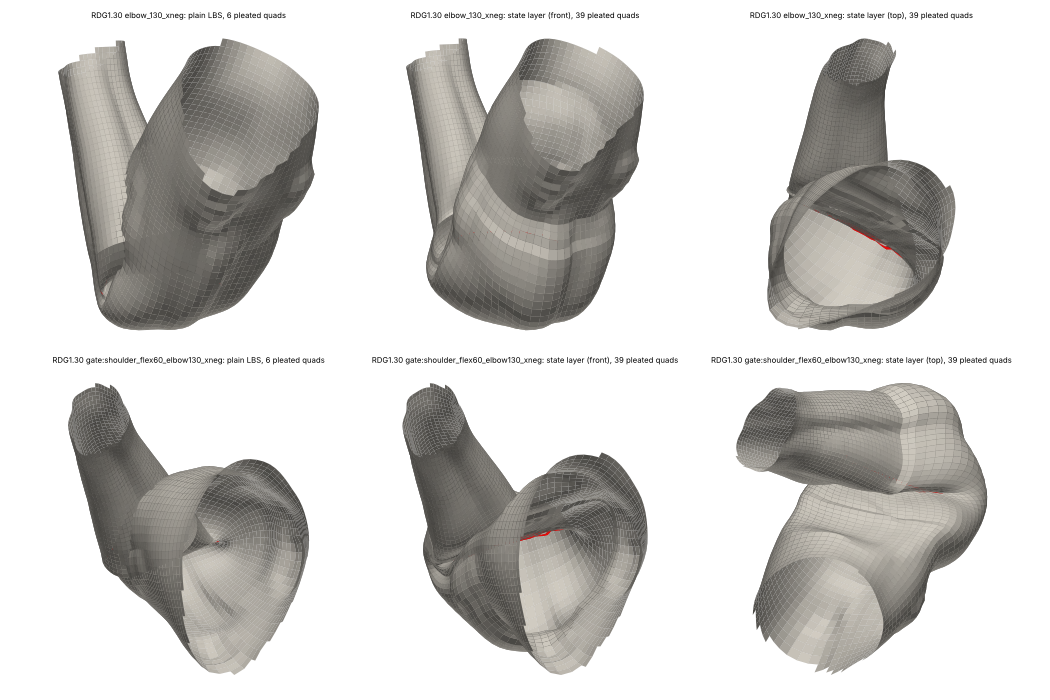 RDG1.30 elbow_130_xneg: plain LBS, 6 pleated quads
RDG1.30 elbow_130_xneg: state layer (front), 39 pleated quads
RDG1.30 elbow_130_xneg: state layer (top), 39 pleated quads
RDG1.30 gate:shoulder_flex60_elbow130_xneg: plain LBS, 6 pleated quads
RDG1.30 gate:shoulder_flex60_elbow130_xneg: state layer (front), 39 pleated quads
RDG1.30 gate:shoulder_flex60_elbow130_xneg: state layer (top), 39 pleated quads